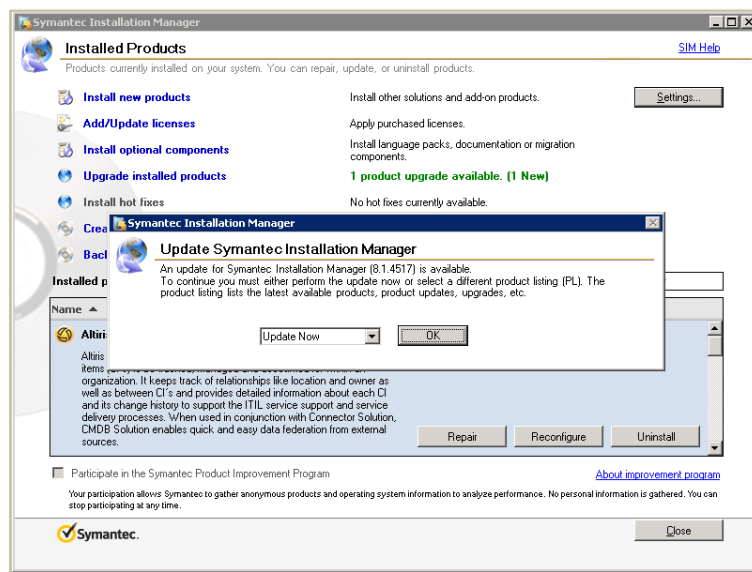 Symantec Installation Manager
Installed Products
SIM Help
Products currently installed on your system. You can repair, update, or uninstall products.
Install new products
Install other solutions and add-on products.
Settings...
Add/Update licenses
Apply purchased licenses.
Install optional components
Install language packs, documentation or migration
components.
Upgrade installed products
1 product upgrade available. (1 New)
Install hot fixes
No hot fixes currently available.
Crea
Symantec Installation Manager
Back
Update Symantec Installation Manager
An update for Symantec Installation Manager (8.1.4517) is available.
To continue you must either perform the update now or select a different product listing (PL). The
product listing lists the latest available products, product updates, upgrades, etc.
Update Now
OK
Installed p
Name
Altiri
Altiris
items
organization. It keeps track of relationships like location and owner as
well as between CI's and provides detailed information about each CI
and its change history to support the ITIL service support and service
delivery processes. When used in conjunction with Connector Solution,
CMDB Solution enables quick and easy data federation from external
sources.
Repair
Reconfigure
Uninstall
Participate in the Symantec Product Improvement Program
About improvement program
Your participation allows Symantec to gather anonymous products and operating system information to analyze performance. No personal information is gathered. You can
stop participating at any time.
Symantec.
Close